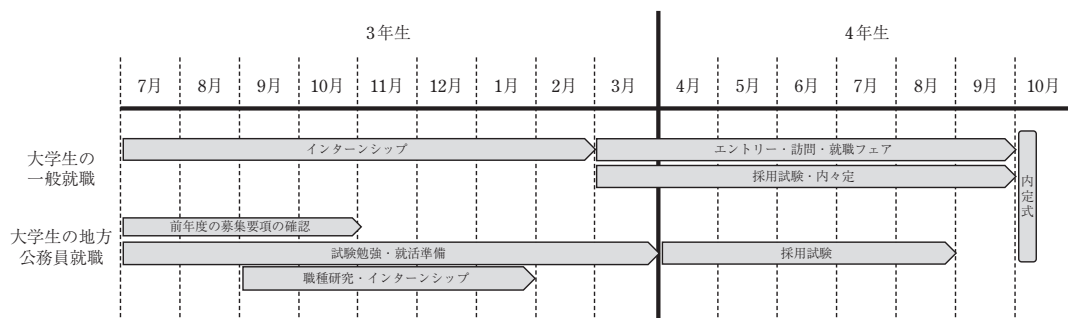 3年生
4年生
7月
8月
9月
10月
11月
12月
1月
2月
3月
4月
5月
6月
7月
8月
9月
10月
大学生の
一般就職
インターンシップ
エントリー・訪問・就職フェア
採用試験・内々定
内定式
大学生の地方
公務員就職
前年度の募集要項の確認
試験勉強・就活準備
採用試験
職種研究・インターンシップ